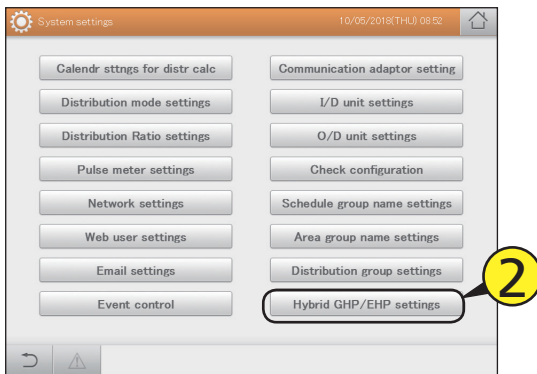 System settings 10/05/2018(THU) 08:52
Calendr sttngs for distr calc
Distribution mode settings
Distribution Ratio settings
Pulse meter settings
Network settings
Web user settings
Email settings
Event control
Communication adaptor setting
I/D unit settings
O/D unit settings
Check configuration
Schedule group name settings
Area group name settings
Distribution group settings
Hybrid GHP/EHP settings
2